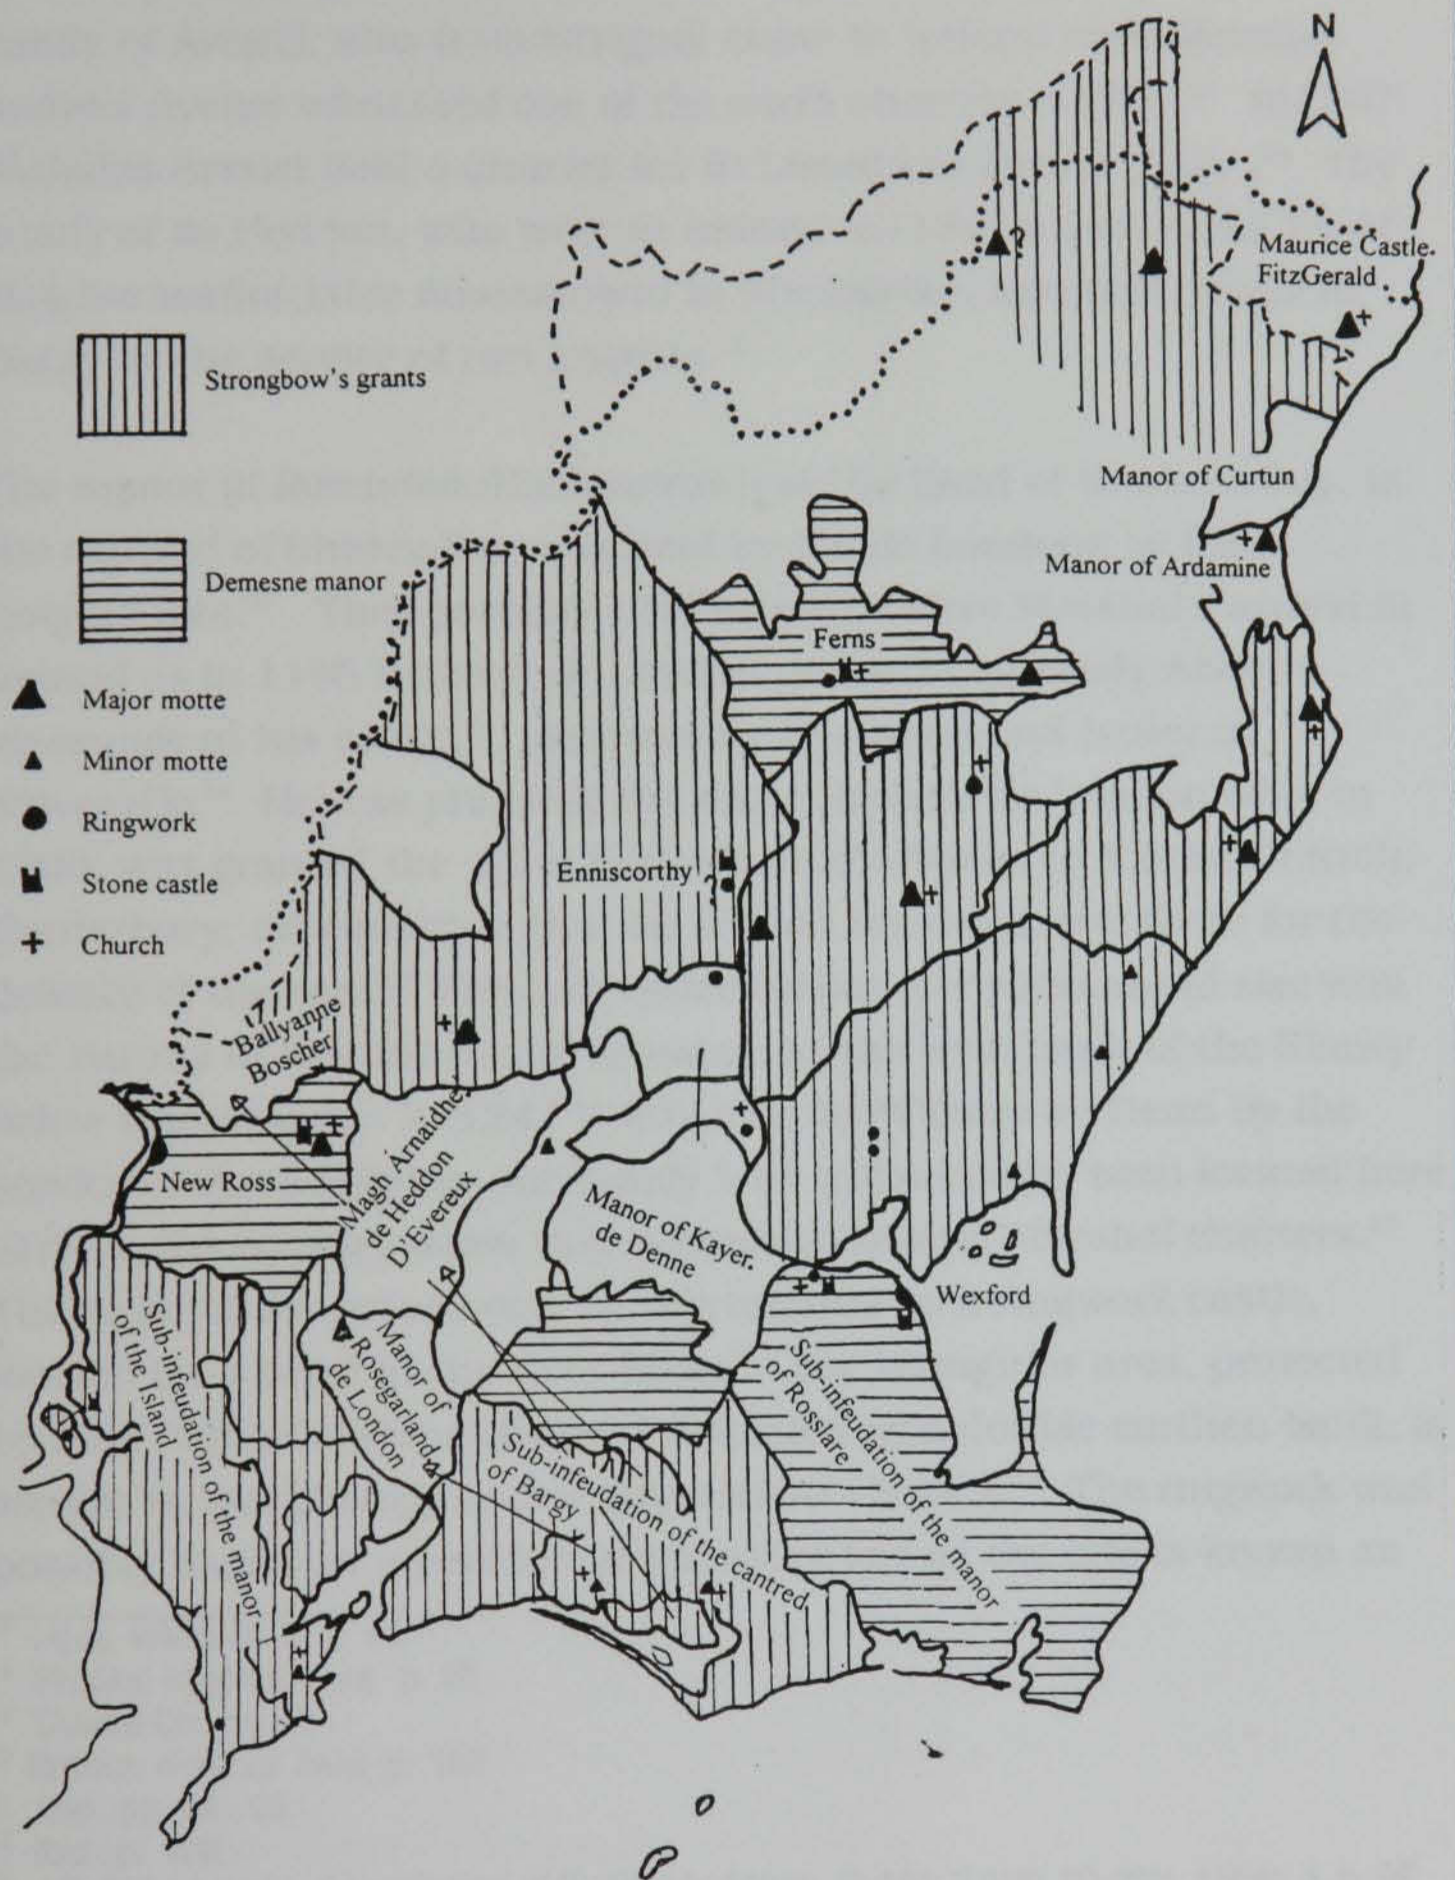 N
Maurice Castle.
FitzGerald
Strongbow's grants
Manor of Curtun
Manor of Ardamine
Demesne manor
Ferns
Major motte
Minor motte
Ringwork
Stone castle
Church
?
Enniscorthy
?
?
Ballyanne
Boscher
New Ross
Magh Arnaidhe
de Heddon
D'Evereux
Manor of Kayer.
de Denne
Wexford
Sub-infeudation of the manor
of the Island
Manor of
Rosegarland
de London
Sub-infeudation of the cantred
of Bargy
Sub-infeudation of the manor
of Rosslare